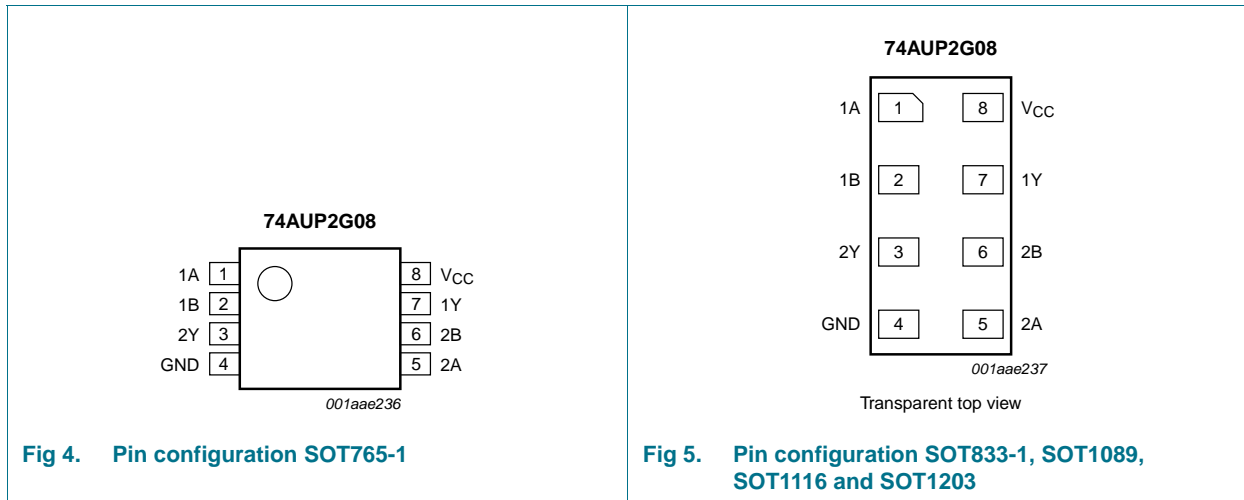 74AUP2G08
1A 1 8 VCC
1B 2 7 1Y
2Y 3 6 2B
GND 4 5 2A
001aae236
Fig 4. Pin configuration SOT765-1
74AUP2G08
1A 1 8 VCC
1B 2 7 1Y
2Y 3 6 2B
GND 4 5 2A
001aae237
Transparent top view
Fig 5. Pin configuration SOT833-1, SOT1089,
SOT1116 and SOT1203